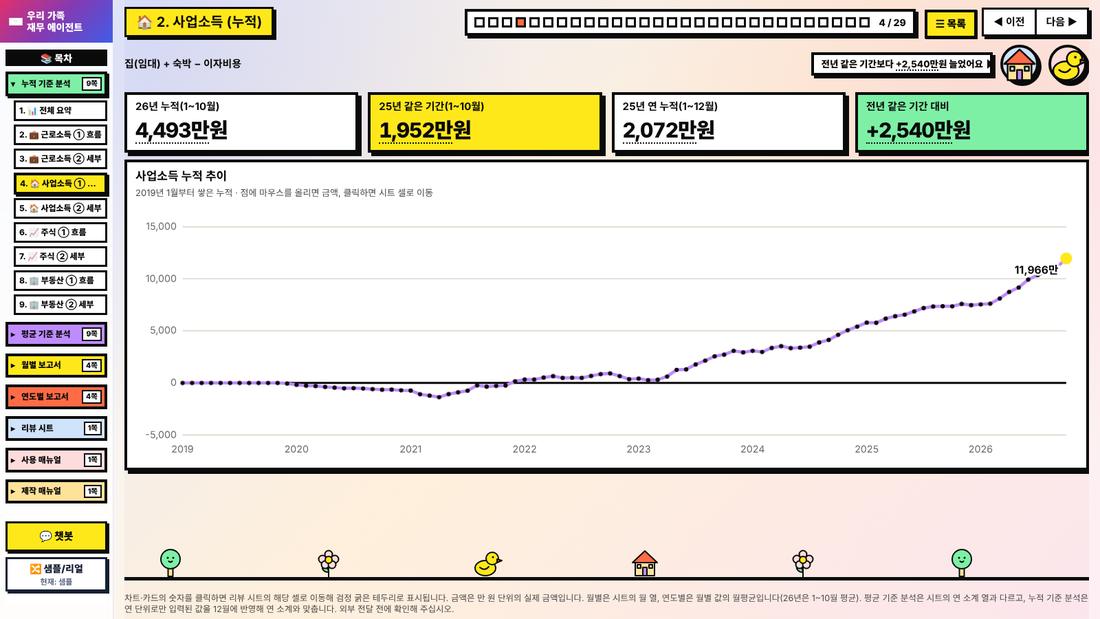 우리 가족
재무 에이전트
📚 목차
▼ 누적 기준 분석 9쪽
1. 📊 전체 요약
2. 💼 근로소득 ① 흐름
3. 💼 근로소득 ② 세부
4. 🏠 사업소득 ① ...
5. 🏠 사업소득 ② 세부
6. 📈 주식 ① 흐름
7. 📈 주식 ② 세부
8. 🏢 부동산 ① 흐름
9. 🏢 부동산 ② 세부
▶ 평균 기준 분석 9쪽
▶ 월별 보고서 4쪽
▶ 연도별 보고서 4쪽
▶ 리뷰 시트 1쪽
▶ 사용 매뉴얼 1쪽
▶ 제작 매뉴얼 1쪽
💬 챗봇
🔀 샘플/리얼
현재: 샘플
🏠 2. 사업소득 (누적)
4 / 29
☰ 목록
◀ 이전
다음 ▶
집(임대) + 숙박 − 이자비용
전년 같은 기간보다 +2,540만원 늘었어요
26년 누적(1~10월)
4,493만원
25년 같은 기간(1~10월)
1,952만원
25년 연 누적(1~12월)
2,072만원
전년 같은 기간 대비
+2,540만원
사업소득 누적 추이
2019년 1월부터 쌓은 누적 · 점에 마우스를 올리면 금액, 클릭하면 시트 셀로 이동
15,000
10,000
5,000
0
-5,000
11,966만
2019 2020 2021 2022 2023 2024 2025 2026
차트·카드의 숫자를 클릭하면 리뷰 시트의 해당 셀로 이동해 검정 굵은 테두리로 표시됩니다. 금액은 만 원 단위의 실제 금액입니다. 월별은 시트의 월 열, 연도별은 월별 값의 월평균입니다(26년은 1~10월 평균). 평균 기준 분석은 시트의 연 소계 열과 다르고, 누적 기준 분석은
연 단위로만 입력된 값을 12월에 반영해 연 소계와 맞춥니다. 외부 전달 전에 확인해 주십시오.